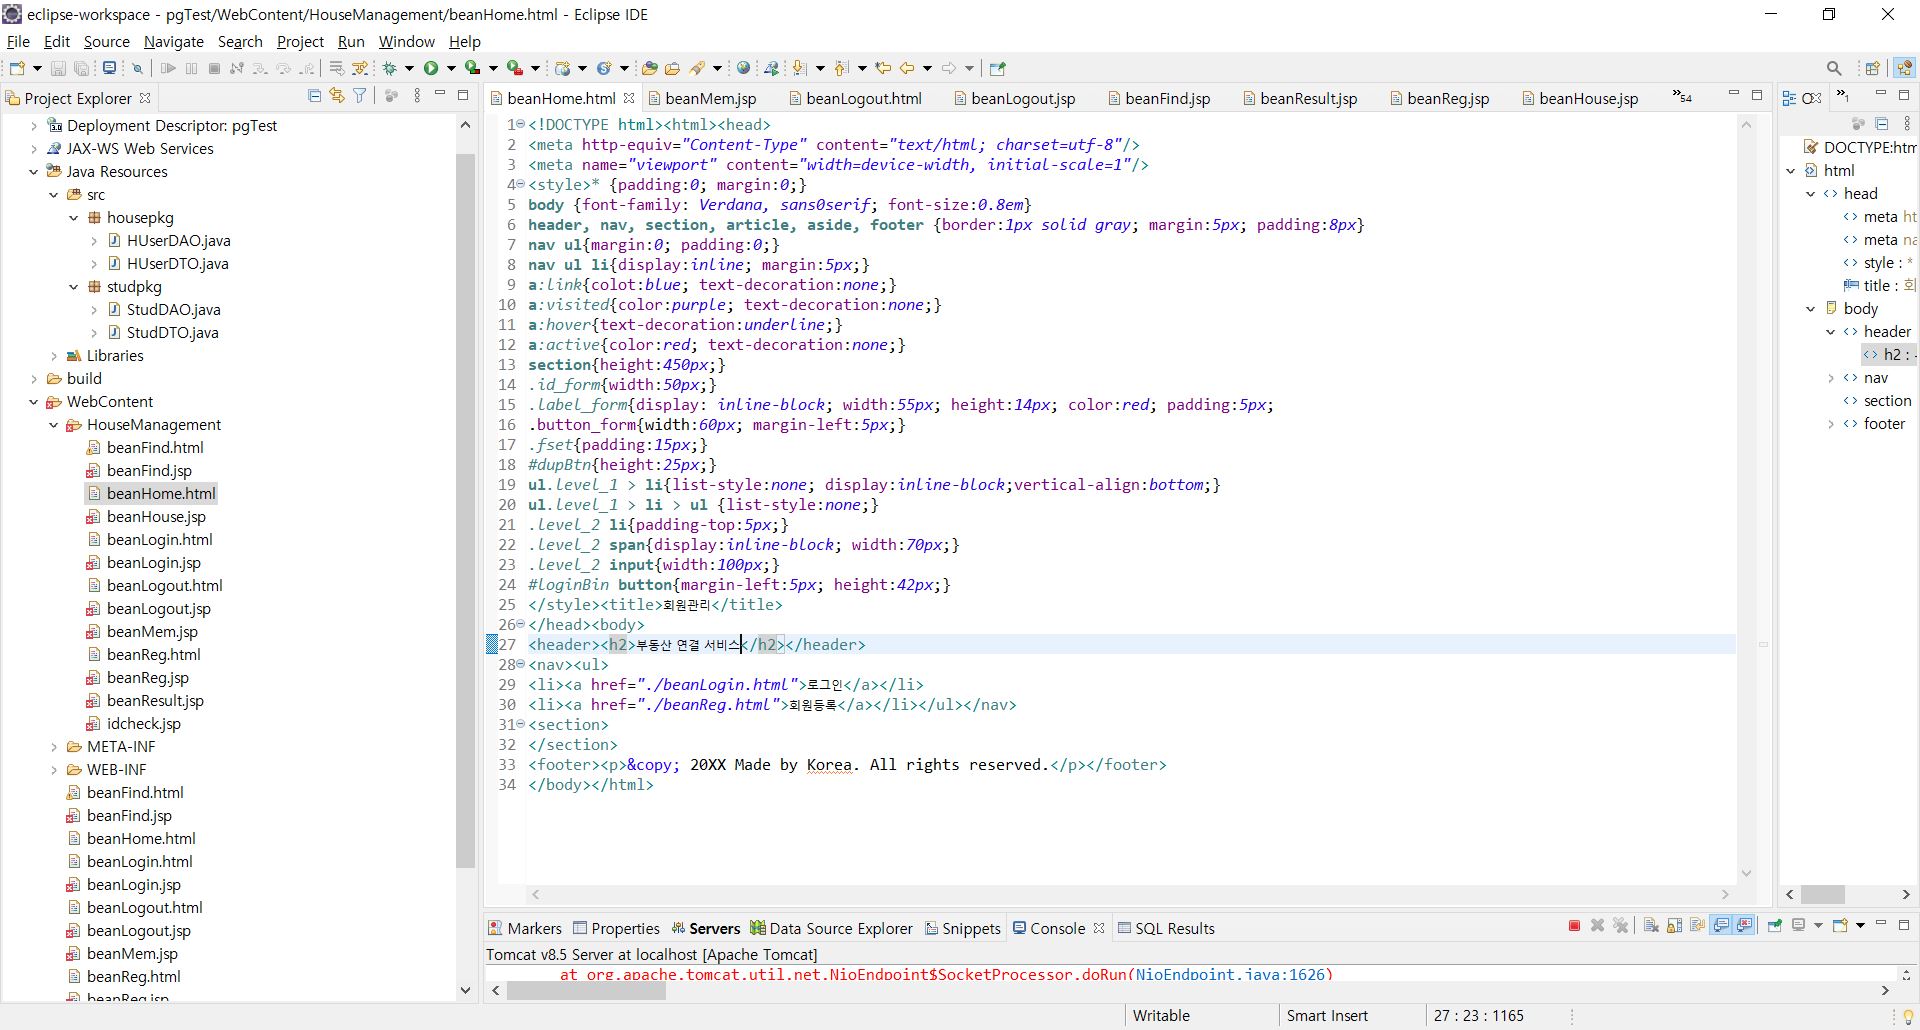 eclipse-workspace - pgTest/WebContent/HouseManagement/beanHome.html - Eclipse IDE
File Edit Source Navigate Search Project Run Window Help
Project Explorer
Deployment Descriptor: pgTest
JAX-WS Web Services
Java Resources
src
housepkg
HUserDAO.java
HUserDTO.java
studpkg
StudDAO.java
StudDTO.java
Libraries
build
WebContent
HouseManagement
beanFind.html
beanFind.jsp
beanHome.html
beanHouse.jsp
beanLogin.html
beanLogin.jsp
beanLogout.html
beanLogout.jsp
beanMem.jsp
beanReg.html
beanReg.jsp
beanResult.jsp
idcheck.jsp
META-INF
WEB-INF
beanFind.html
beanFind.jsp
beanHome.html
beanLogin.html
beanLogin.jsp
beanLogout.html
beanLogout.jsp
beanMem.jsp
beanReg.html
beanReg.jsp
beanHome.html beanMem.jsp beanLogout.html beanLogout.jsp beanFind.jsp beanResult.jsp beanReg.jsp beanHouse.jsp »54
1 <!DOCTYPE html><html><head>
2 <meta http-equiv="Content-Type" content="text/html; charset=utf-8"/>
3 <meta name="viewport" content="width=device-width, initial-scale=1"/>
4 <style>* {padding:0; margin:0;}
5 body {font-family: Verdana, sans0serif; font-size:0.8em}
6 header, nav, section, article, aside, footer {border:1px solid gray; margin:5px; padding:8px}
7 nav ul{margin:0; padding:0;}
8 nav ul li{display:inline; margin:5px;}
9 a:link{colot:blue; text-decoration:none;}
10 a:visited{color:purple; text-decoration:none;}
11 a:hover{text-decoration:underline;}
12 a:active{color:red; text-decoration:none;}
13 section{height:450px;}
14 .id_form{width:50px;}
15 .label_form{display: inline-block; width:55px; height:14px; color:red; padding:5px;
16 .button_form{width:60px; margin-left:5px;}
17 .fset{padding:15px;}
18 #dupBtn{height:25px;}
19 ul.level_1 > li{list-style:none; display:inline-block;vertical-align:bottom;}
20 ul.level_1 > li > ul {list-style:none;}
21 .level_2 li{padding-top:5px;}
22 .level_2 span{display:inline-block; width:70px;}
23 .level_2 input{width:100px;}
24 #loginBin button{margin-left:5px; height:42px;}
25 </style><title>회원관리</title>
26 </head><body>
27 <header><h2>부동산 연결 서비스</h2></header>
28 <nav><ul>
29 <li><a href="./beanLogin.html">로그인</a></li>
30 <li><a href="./beanReg.html">회원등록</a></li></ul></nav>
31 <section>
32 </section>
33 <footer><p>&copy; 20XX Made by Korea. All rights reserved.</p></footer>
34 </body></html>
»1
DOCTYPE:htm
html
head
meta ht
meta na
style : *
title : 회
body
header
h2 : -
nav
section
footer
Markers Properties Servers Data Source Explorer Snippets Console SQL Results
Tomcat v8.5 Server at localhost [Apache Tomcat]
at org.apache.tomcat.util.net.NioEndpoint$SocketProcessor.doRun(NioEndpoint.java:1626)
Writable Smart Insert 27 : 23 : 1165